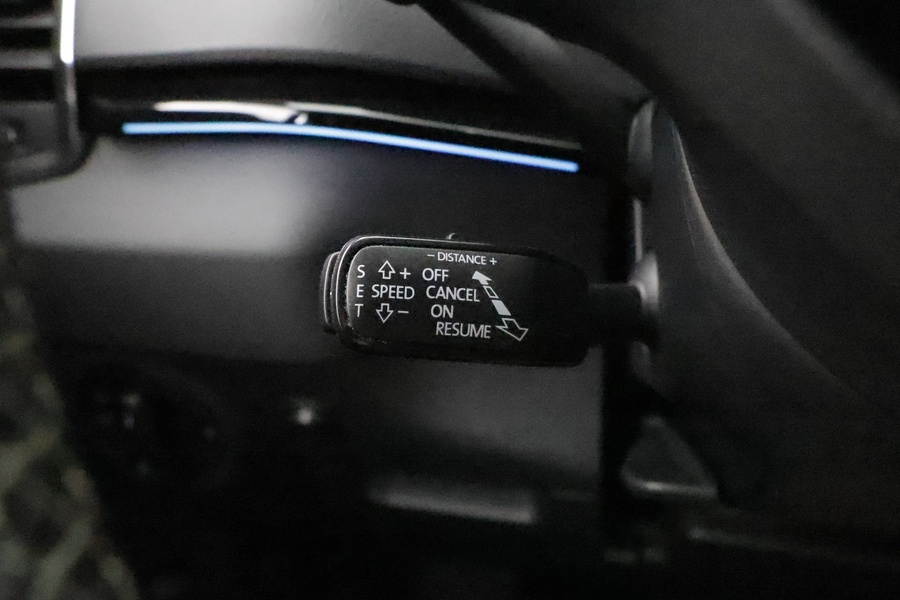 - DISTANCE +
S + OFF
E SPEED CANCEL
T - ON
RESUME